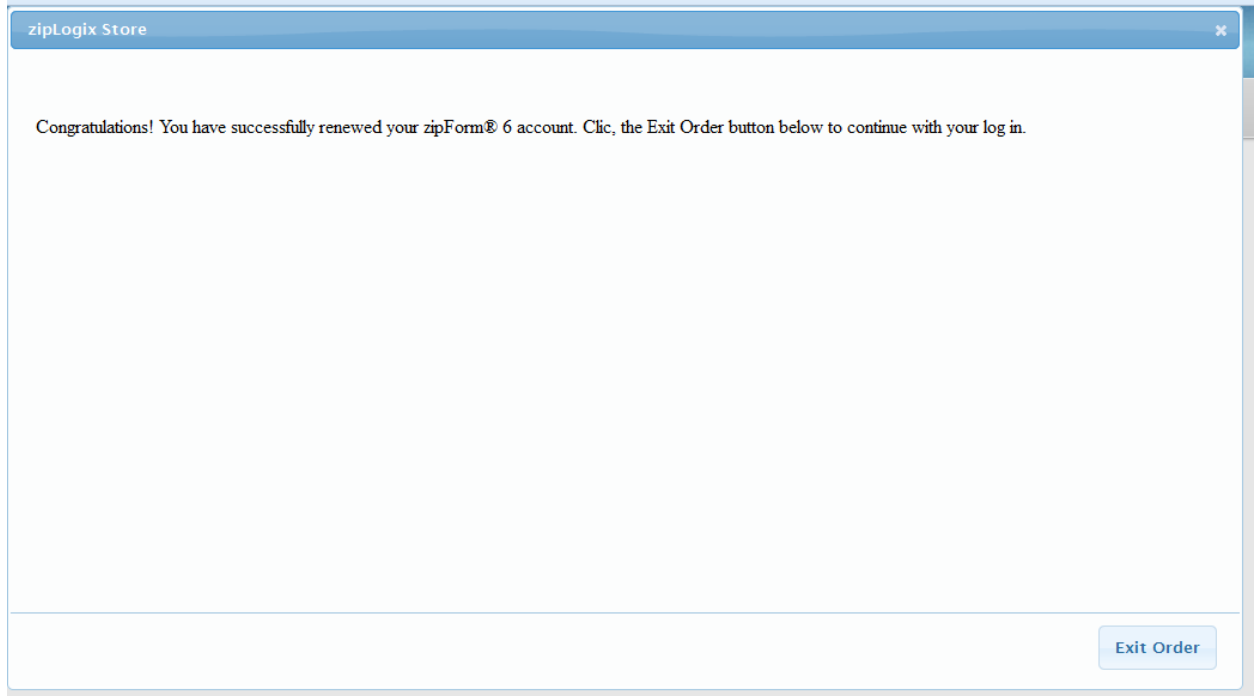 zipLogix Store
Congratulations! You have successfully renewed your zipForm® 6 account. Clic, the Exit Order button below to continue with your log in.
Exit Order